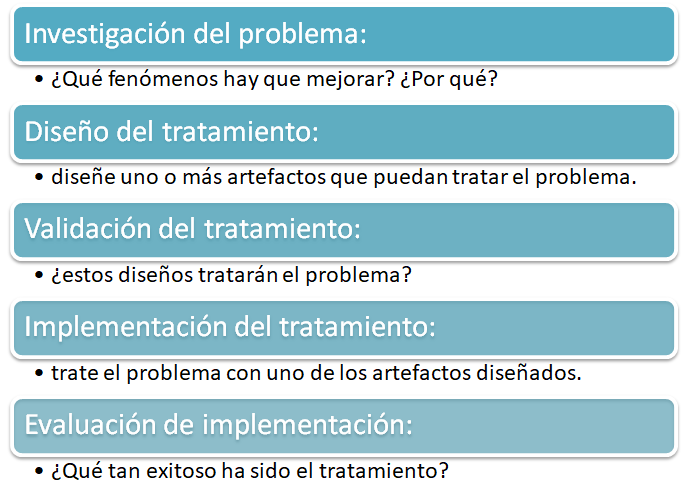 Investigación del problema:
• ¿Qué fenómenos hay que mejorar? ¿Por qué?
Diseño del tratamiento:
• diseñe uno o más artefactos que puedan tratar el problema.
Validación del tratamiento:
• ¿estos diseños tratarán el problema?
Implementación del tratamiento:
• trate el problema con uno de los artefactos diseñados.
Evaluación de implementación:
• ¿Qué tan exitoso ha sido el tratamiento?